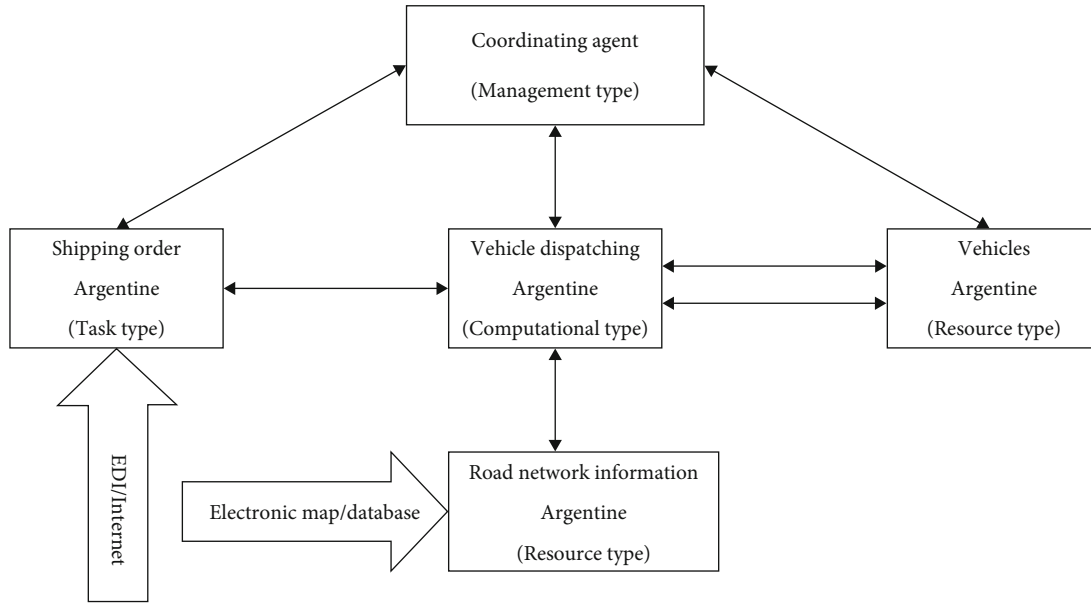 Coordinating agent
(Management type)
Shipping order
Argentine
(Task type)
Vehicle dispatching
Argentine
(Computational type)
Vehicles
Argentine
(Resource type)
EDI/Internet
Electronic map/database
Road network information
Argentine
(Resource type)